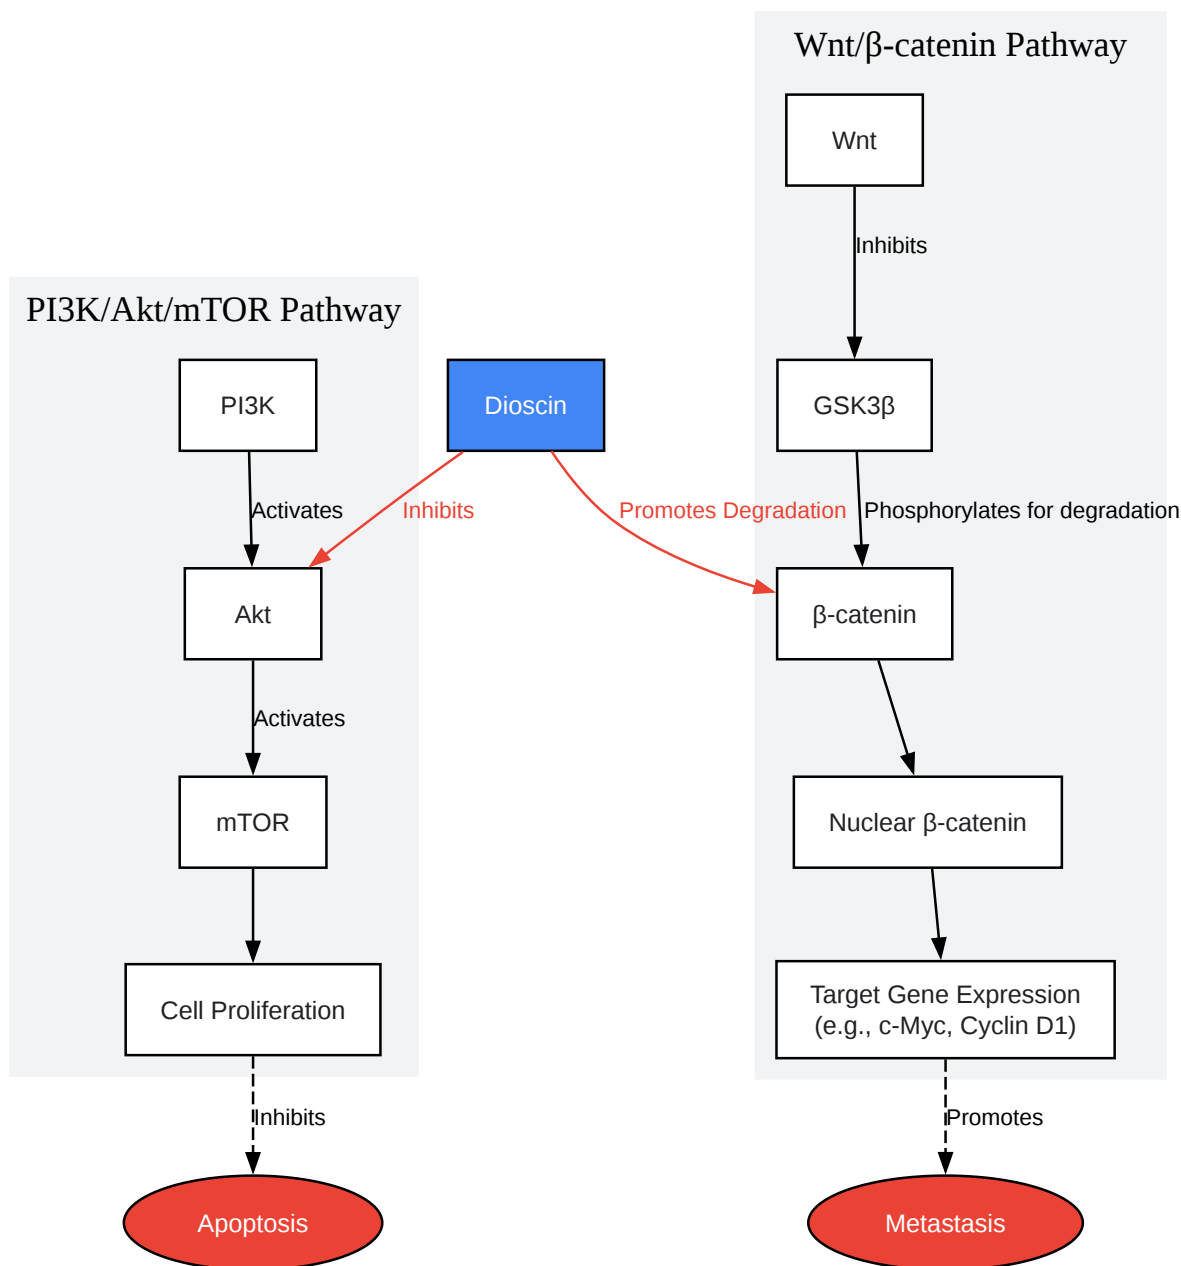 Wnt/β-catenin Pathway
Wnt
Inhibits
PI3K/Akt/mTOR Pathway
PI3K
Dioscin
GSK3β
Activates
Inhibits
Promotes Degradation
Phosphorylates for degradation
Akt
β-catenin
Activates
mTOR
Nuclear β-catenin
Cell Proliferation
Target Gene Expression
(e.g., c-Myc, Cyclin D1)
Inhibits
Promotes
Apoptosis
Metastasis